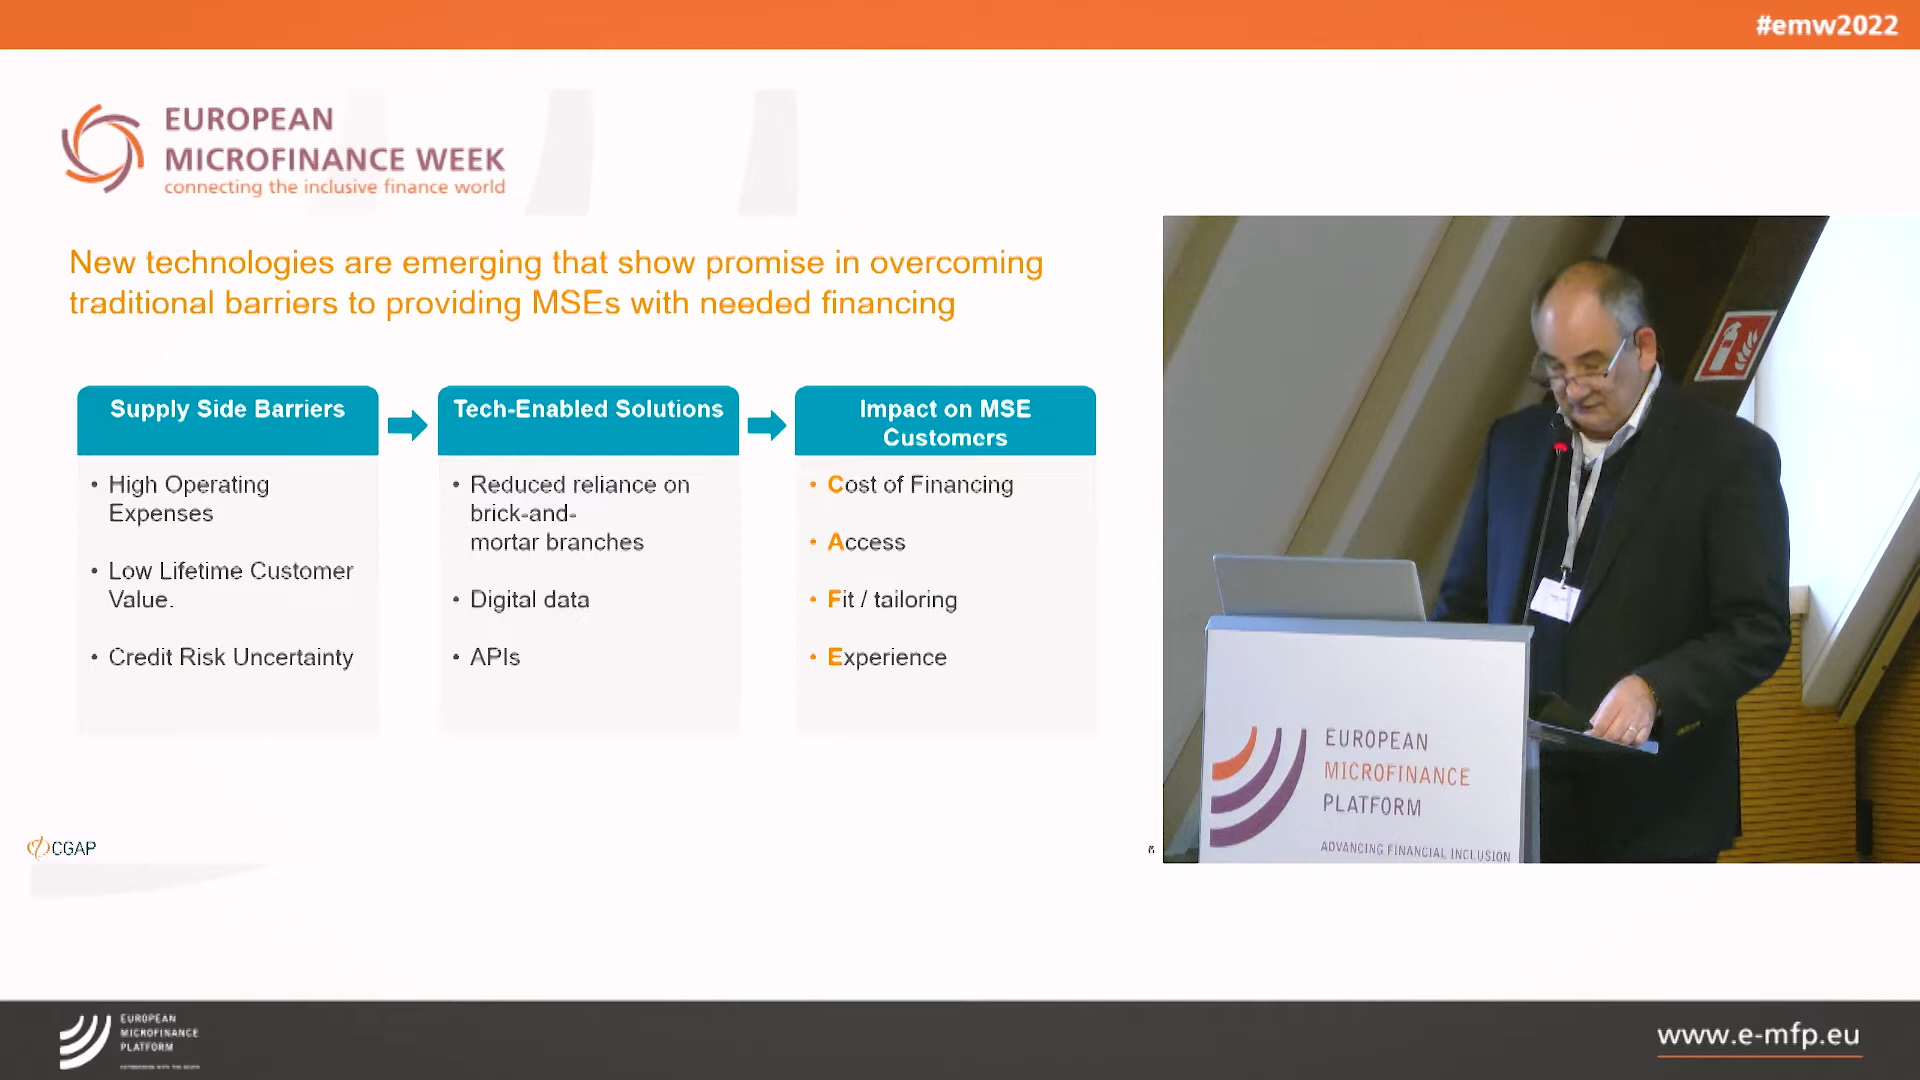 #emw2022
EUROPEAN
MICROFINANCE WEEK
connecting the inclusive finance world
New technologies are emerging that show promise in overcoming
traditional barriers to providing MSEs with needed financing
Supply Side Barriers
• High Operating
Expenses
• Low Lifetime Customer
Value.
• Credit Risk Uncertainty
Tech-Enabled Solutions
• Reduced reliance on
brick-and-
mortar branches
• Digital data
• APIs
Impact on MSE
Customers
• Cost of Financing
• Access
• Fit / tailoring
• Experience
CGAP
EUROPEAN
MICROFINANCE
PLATFORM
ADVANCING FINANCIAL INCLUSION
EUROPEAN
MICROFINANCE
PLATFORM
www.e-mfp.eu